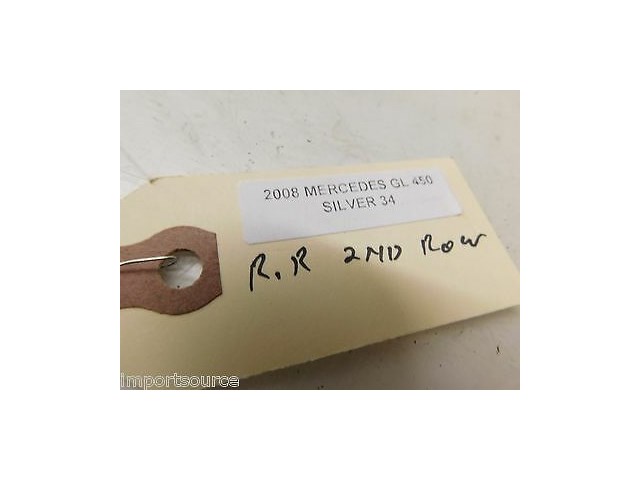 2008 MERCEDES GL 450
SILVER 34
R.R 2ND ROW
importsource